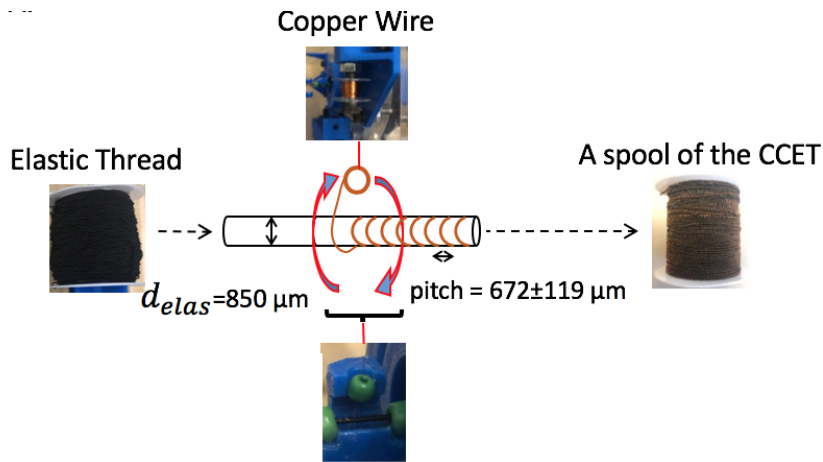 Copper Wire
Elastic Thread
A spool of the CCET
d_elas=850 μm
pitch = 672±119 μm